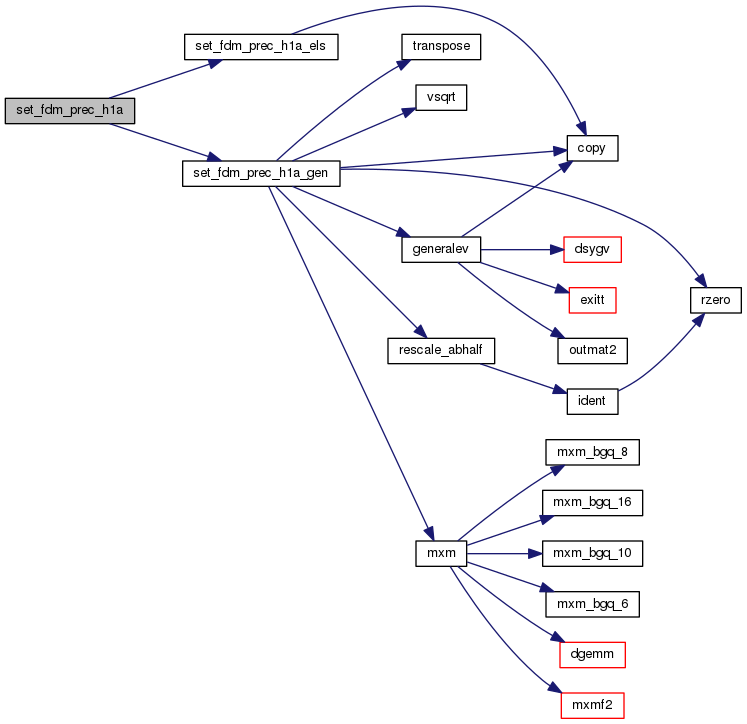 set_fdm_prec_h1a_els
transpose
vsqrt
set_fdm_prec_h1a
copy
set_fdm_prec_h1a_gen
generalev
dsygv
exitt
rzero
rescale_abhalf
outmat2
ident
mxm_bgq_8
mxm_bgq_16
mxm
mxm_bgq_10
mxm_bgq_6
dgemm
mxmf2